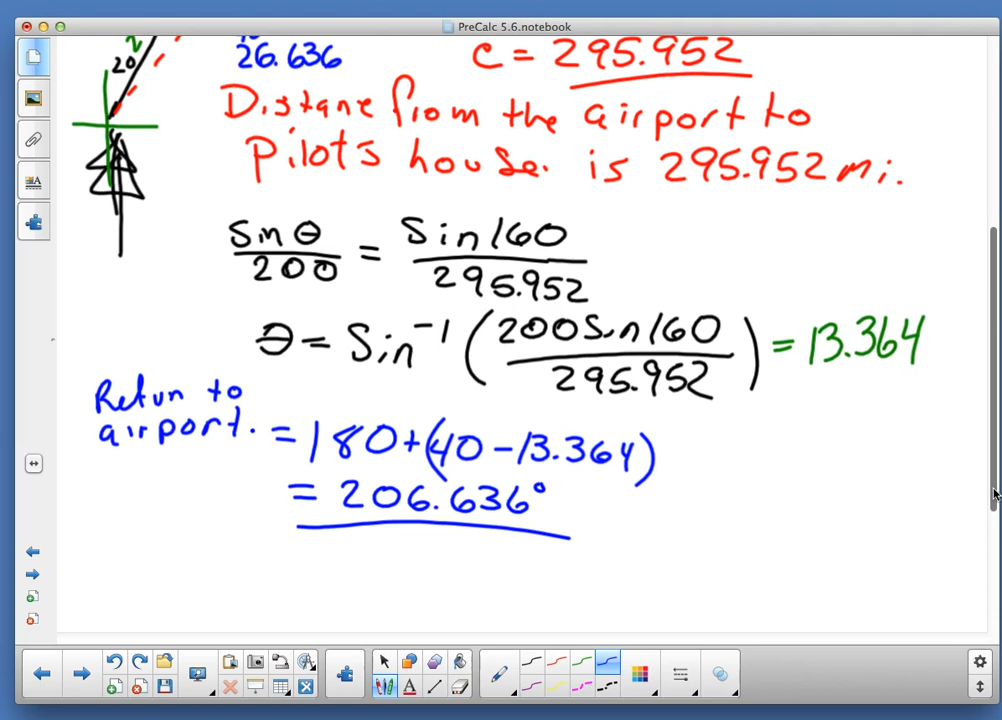 PreCalc 5.6.notebook
20
26.636
c = 295.952
Distane from the airport to
pilots house. is 295.952 mi.
Sin θ / 200 = Sin 160 / 295.952
θ = Sin⁻¹ ( 200 Sin 160 / 295.952 ) = 13.364
Return to
airport. = 180 + (40 - 13.364)
= 206.636°